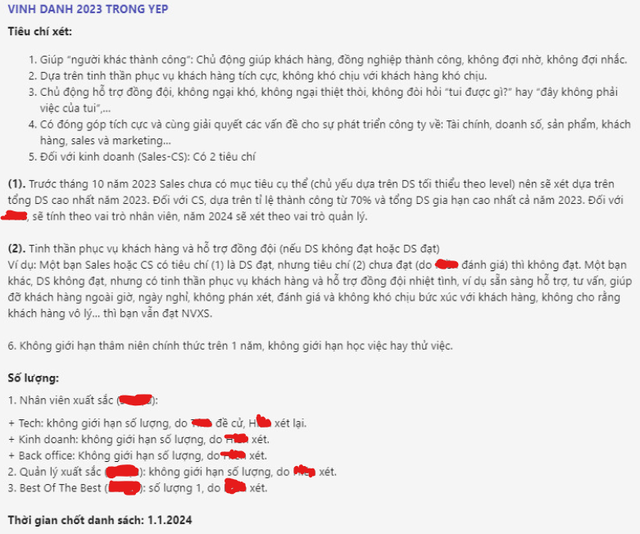 VINH DANH 2023 TRONG YEP
Tiêu chí xét:
1. Giúp "người khác thành công": Chủ động giúp khách hàng, đồng nghiệp thành công, không đợi nhờ, không đợi nhắc.
2. Dựa trên tinh thần phục vụ khách hàng tích cực, không khó chịu với khách hàng khó chịu.
3. Chủ động hỗ trợ đồng đội, không ngại khó, không ngại thiệt thòi, không đòi hỏi "tui được gì?" hay "đây không phải
việc của tui",...
4. Có đóng góp tích cực và cùng giải quyết các vấn đề cho sự phát triển công ty về: Tài chính, doanh số, sản phẩm, khách
hàng, sales và marketing...
5. Đối với kinh doanh (Sales-CS): Có 2 tiêu chí
(1). Trước tháng 10 năm 2023 Sales chưa có mục tiêu cụ thể (chủ yếu dựa trên DS tối thiểu theo level) nên sẽ xét dựa trên
tổng DS cao nhất năm 2023. Đối với CS, dựa trên tỉ lệ thành công từ 70% và tổng DS gia hạn cao nhất cả năm 2023. Đối với
, sẽ tính theo vai trò nhân viên, năm 2024 sẽ xét theo vai trò quản lý.
(2). Tinh thần phục vụ khách hàng và hỗ trợ đồng đội (nếu DS không đạt hoặc DS đạt)
Ví dụ: Một bạn Sales hoặc CS có tiêu chí (1) là DS đạt, nhưng tiêu chí (2) chưa đạt (do đánh giá) thì không đạt. Một bạn
khác, DS không đạt, nhưng có tinh thần phục vụ khách hàng và hỗ trợ đồng đội nhiệt tình, ví dụ sẵn sàng hỗ trợ, tư vấn, giúp
đỡ khách hàng ngoài giờ, ngày nghỉ, không phán xét, đánh giá và không khó chịu bức xúc với khách hàng, không cho rằng
khách hàng vô lý... thì bạn vẫn đạt NVXS.
6. Không giới hạn thâm niên chính thức trên 1 năm, không giới hạn học việc hay thử việc.
Số lượng:
1. Nhân viên xuất sắc ():
+ Tech: không giới hạn số lượng, do đề cử, xét lại.
+ Kinh doanh: không giới hạn số lượng, do xét.
+ Back office: Không giới hạn số lượng, do xét.
2. Quản lý xuất sắc (): không giới hạn số lượng, do xét.
3. Best Of The Best (): số lượng 1, do xét.
Thời gian chốt danh sách: 1.1.2024